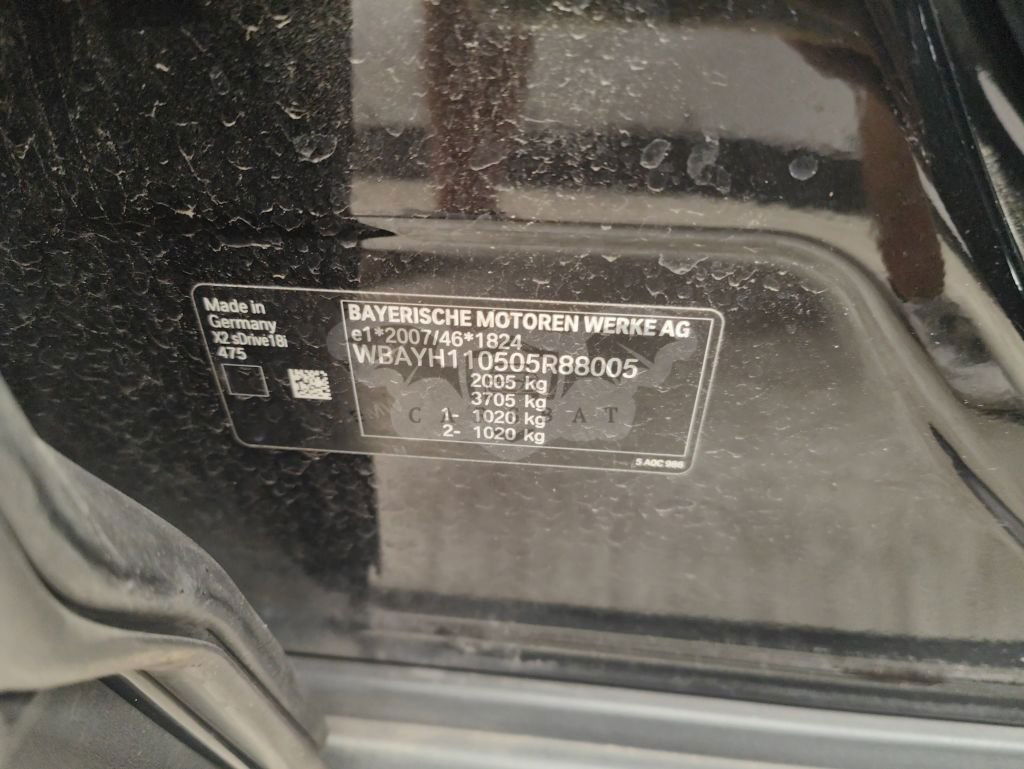 Made in
Germany
X2 sDrive18i
475
BAYERISCHE MOTOREN WERKE AG
e1*2007/46*1824
WBAYH110505R88005
2005 kg
3705 kg
1- 1020 kg
2- 1020 kg
5 A0C 986